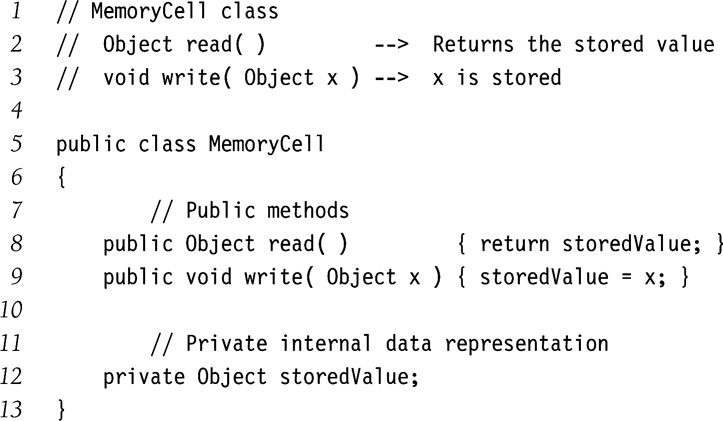 1 // MemoryCell class
2 // Object read( ) --> Returns the stored value
3 // void write( Object x ) --> x is stored
4
5 public class MemoryCell
6 {
7 // Public methods
8 public Object read( ) { return storedValue; }
9 public void write( Object x ) { storedValue = x; }
10
11 // Private internal data representation
12 private Object storedValue;
13 }